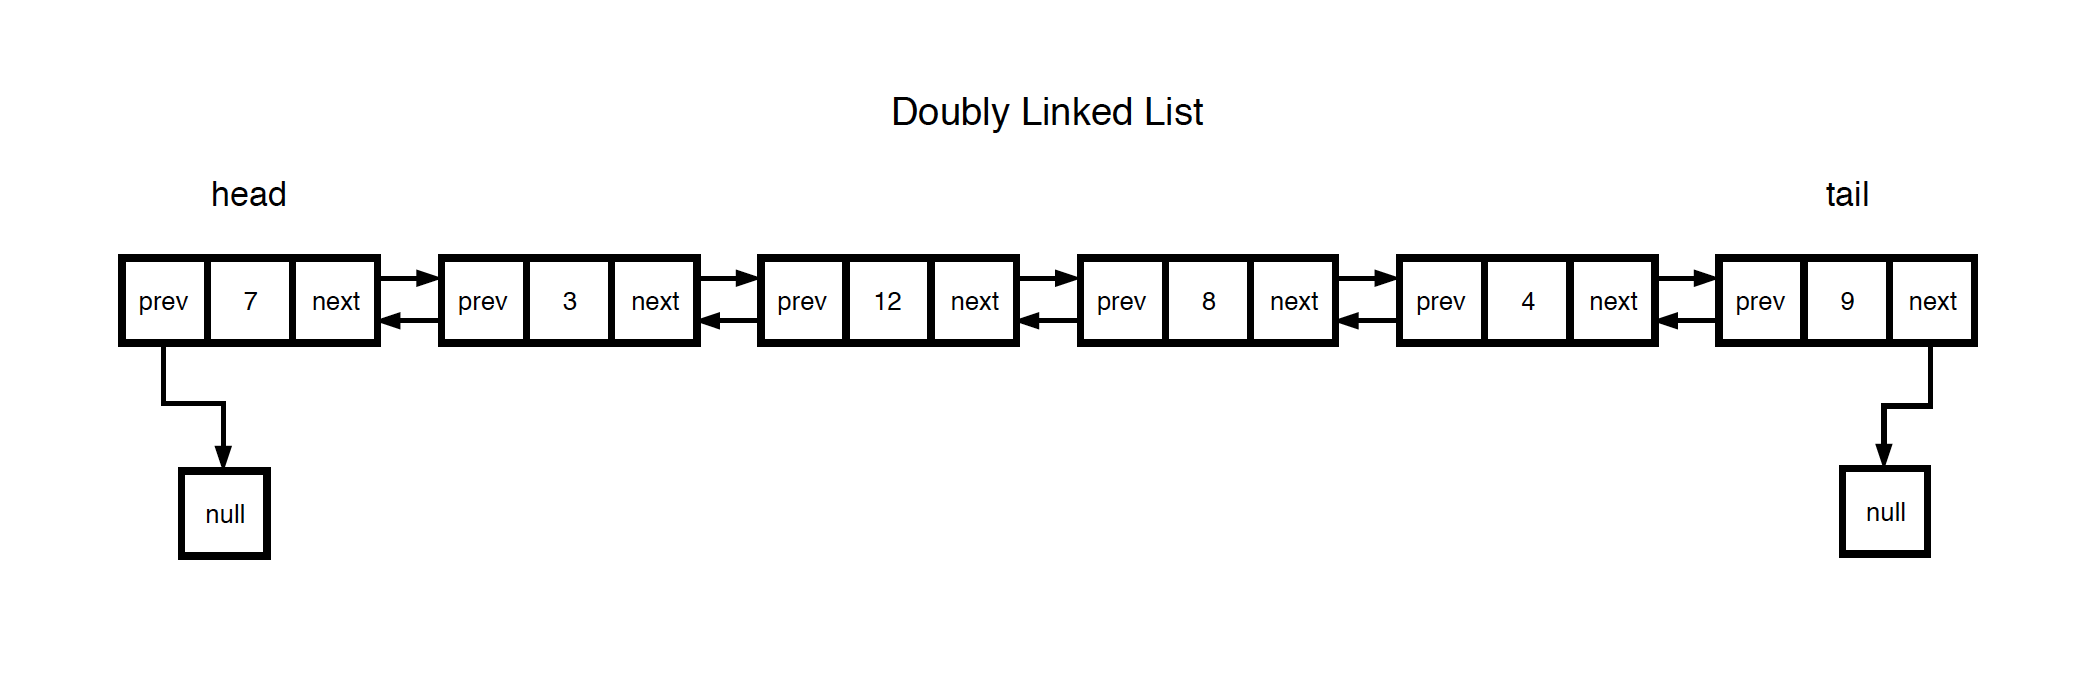 Doubly Linked List
head tail
prev 7 next prev 3 next prev 12 next prev 8 next prev 4 next prev 9 next
null null